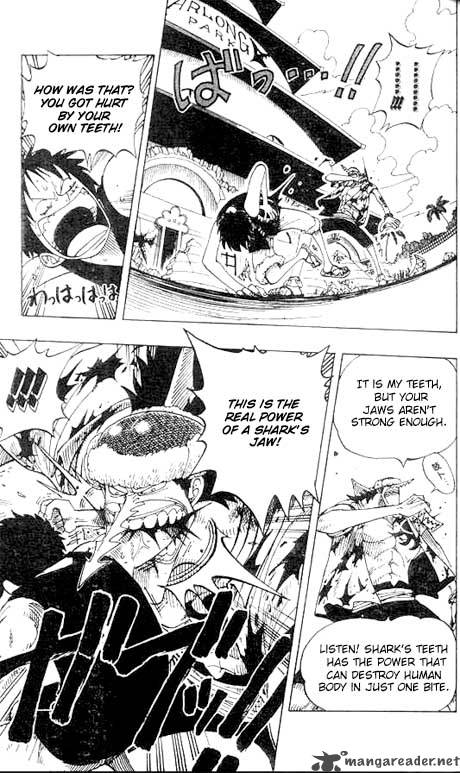 ARLONG
PARK
ばっ…‥!!
!!!
HOW WAS THAT?
YOU GOT HURT
BY YOUR
OWN TEETH!
わっはっはっは
IT IS MY TEETH,
BUT YOUR
JAWS AREN'T
STRONG ENOUGH.
LISTEN! SHARK'S TEETH
HAS THE POWER THAT
CAN DESTROY HUMAN
BODY IN JUST ONE BITE.
THIS IS THE
REAL POWER
OF A SHARK'S
JAW!
!!!
mangareader.net